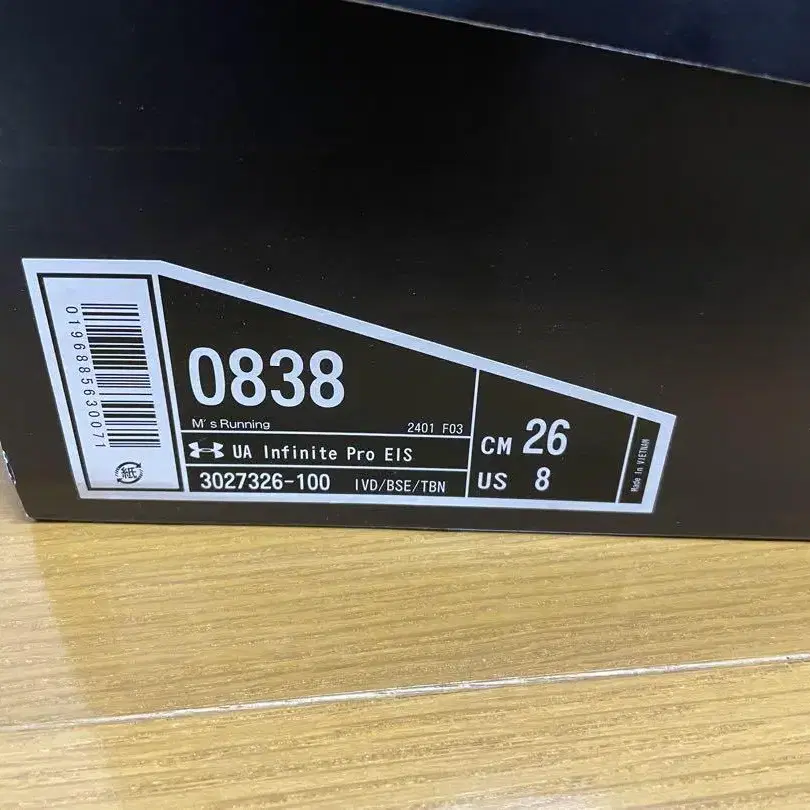 0196885630071
紙
0838
M's Running 2401 F03
UA Infinite Pro EIS
3027326-100 IVD/BSE/TBN
CM 26
US 8
Made in VIETNAM